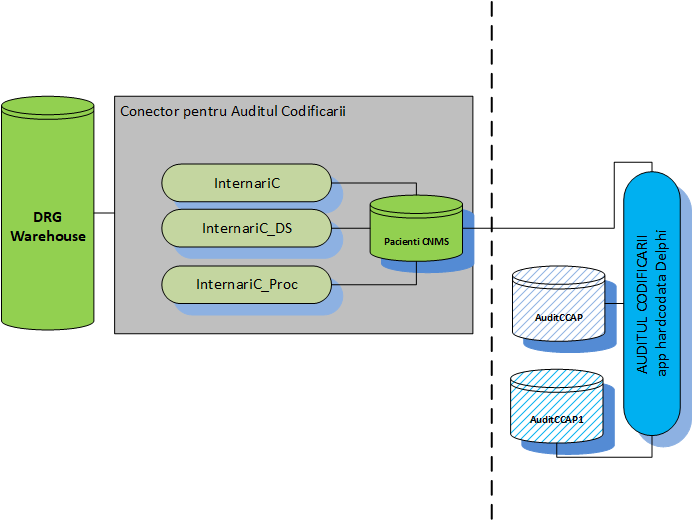 Conector pentru Auditul Codificarii
DRG
Warehouse
InternariC
InternariC_DS
InternariC_Proc
Pacienti CNMS
AuditCCAP
AuditCCAP1
AUDITUL CODIFICARII
app hardcodata Delphi